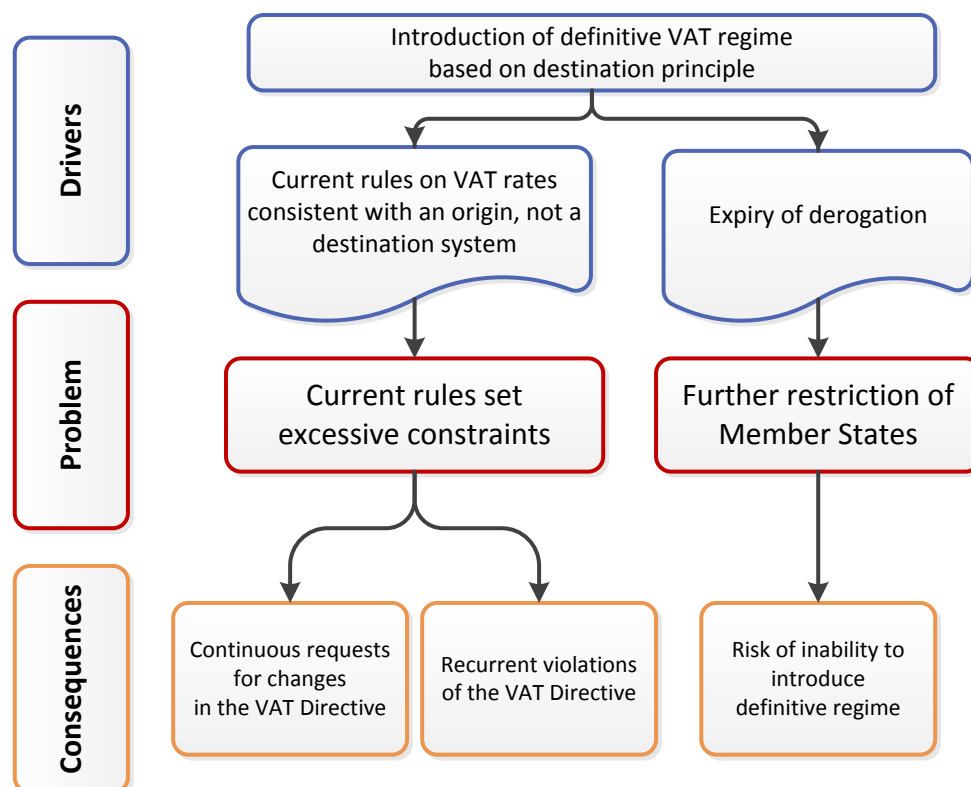 Drivers
Introduction of definitive VAT regime
based on destination principle
Current rules on VAT rates
consistent with an origin, not a
destination system
Expiry of derogation
Problem
Current rules set
excessive constraints
Further restriction of
Member States
Consequences
Continuous requests
for changes
in the VAT Directive
Recurrent violations
of the VAT Directive
Risk of inability to
introduce
definitive regime